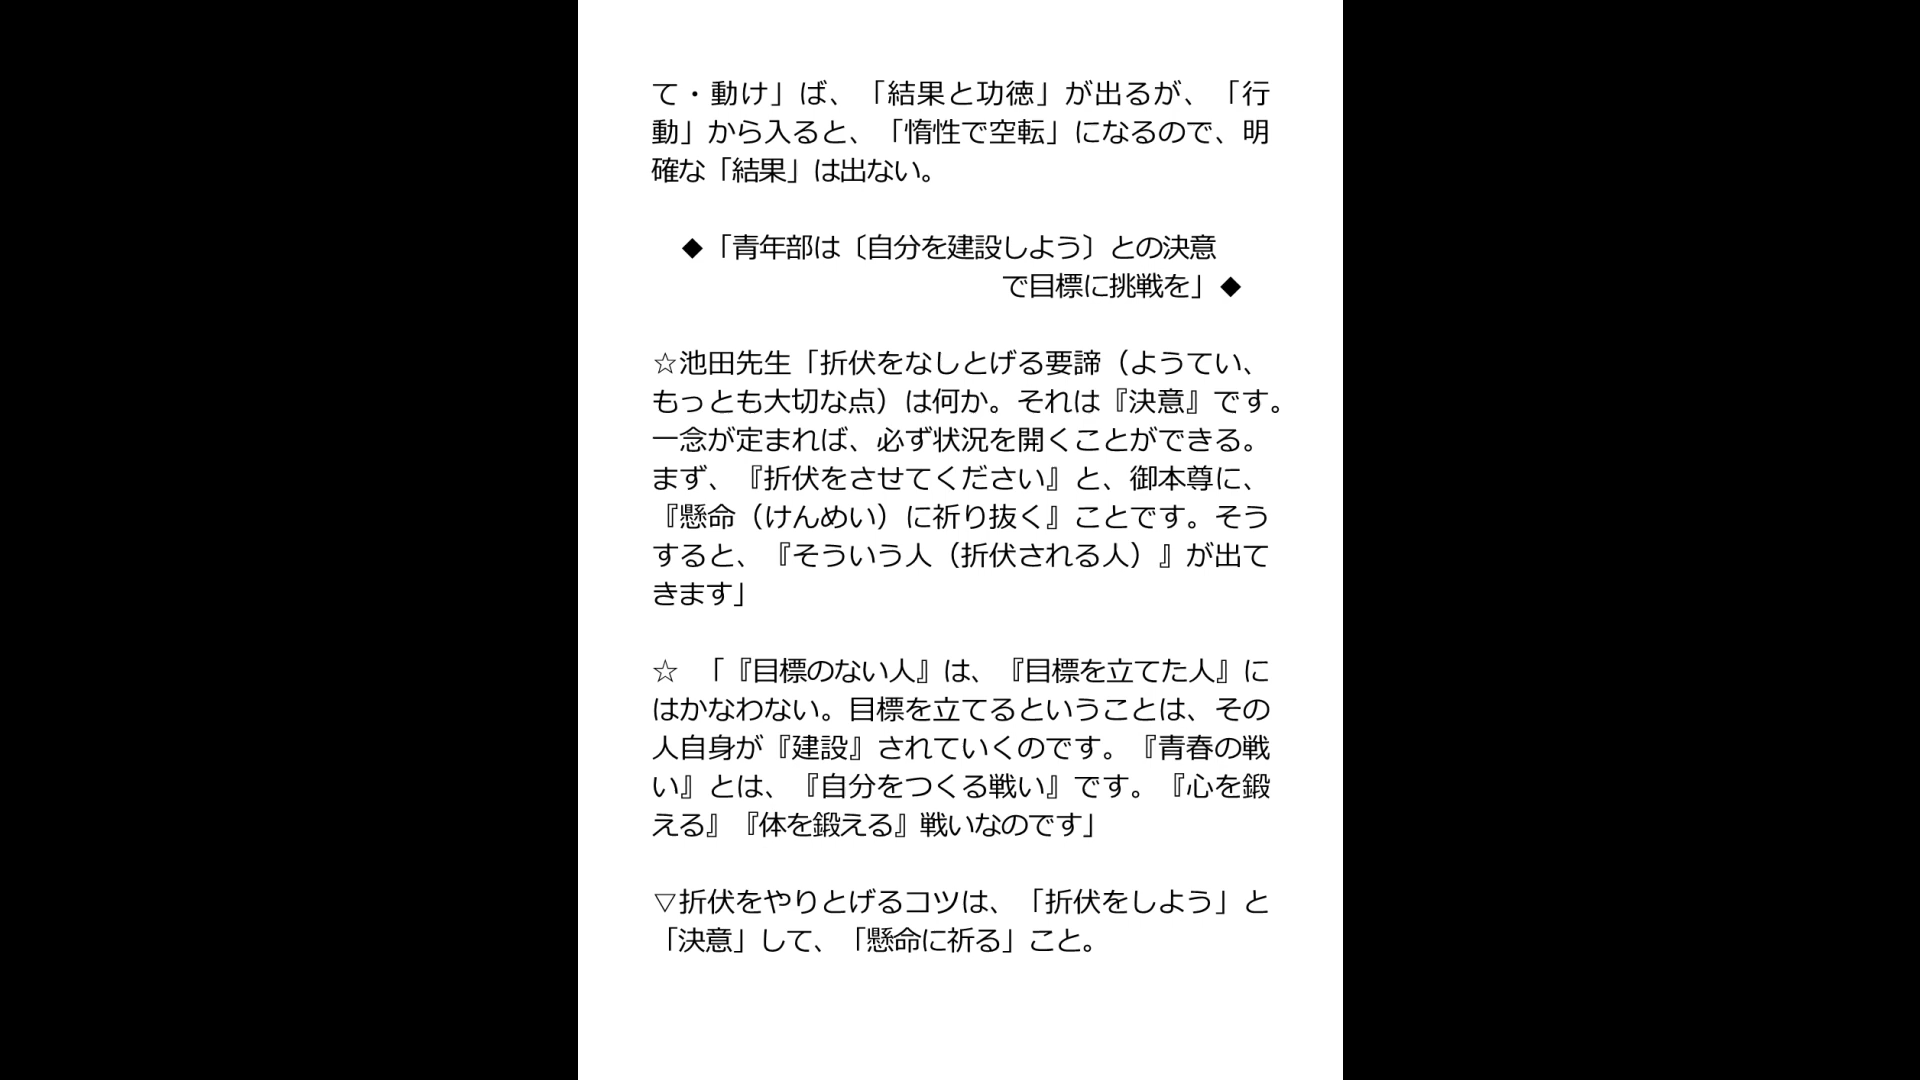 て・動け」ば、「結果と功徳」が出るが、「行
動」から入ると、「惰性で空転」になるので、明
確な「結果」は出ない。
◆「青年部は〔自分を建設しよう〕との決意
で目標に挑戦を」◆
☆池田先生「折伏をなしとげる要諦（ようてい、
もっとも大切な点）は何か。それは『決意』です。
一念が定まれば、必ず状況を開くことができる。
まず、『折伏をさせてください』と、御本尊に、
『懸命（けんめい）に祈り抜く』ことです。そう
すると、『そういう人（折伏される人）』が出て
きます」
☆　「『目標のない人』は、『目標を立てた人』に
はかなわない。目標を立てるということは、その
人自身が『建設』されていくのです。『青春の戦
い』とは、『自分をつくる戦い』です。『心を鍛
える』『体を鍛える』戦いなのです」
▽折伏をやりとげるコツは、「折伏をしよう」と
「決意」して、「懸命に祈る」こと。